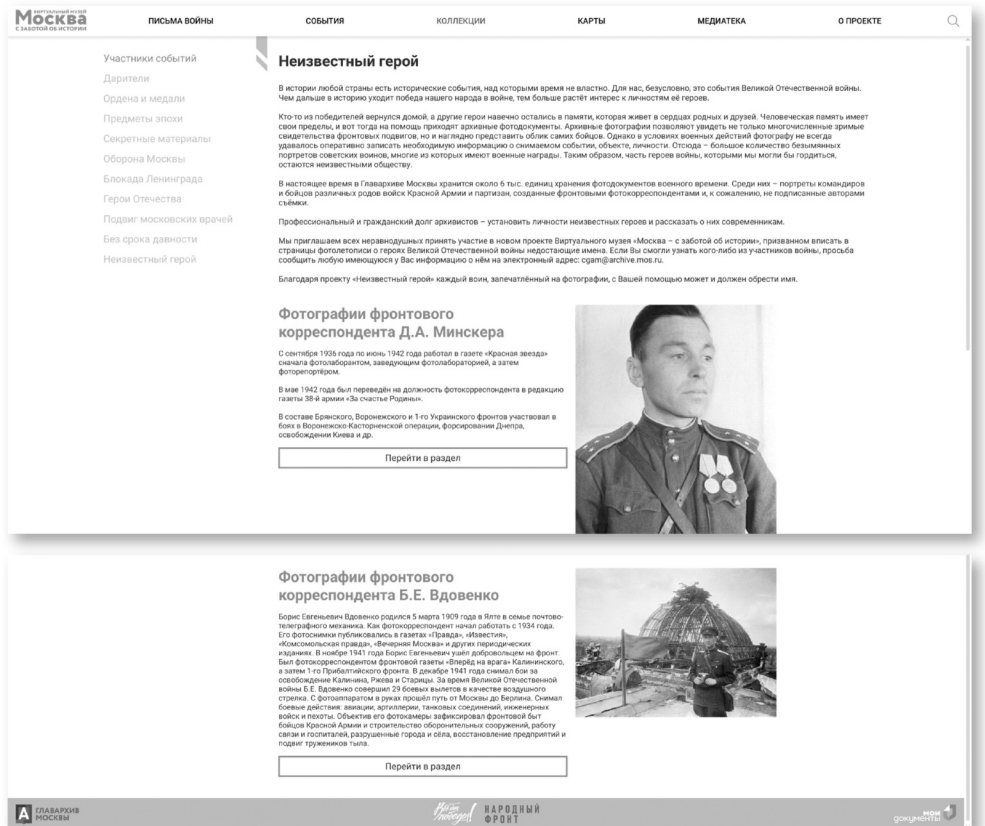 ВИРТУАЛЬНЫЙ МУЗЕЙ
МОСКВА
С ЗАБОТОЙ ОБ ИСТОРИИ
ПИСЬМА ВОЙНЫ
СОБЫТИЯ
КОЛЛЕКЦИИ
КАРТЫ
МЕДИАТЕКА
О ПРОЕКТЕ
Участники событий
Дарители
Ордена и медали
Предметы эпохи
Секретные материалы
Оборона Москвы
Блокада Ленинграда
Герои Отечества
Подвиг московских врачей
Без срока давности
Неизвестный герой
Неизвестный герой
В истории любой страны есть исторические события, над которыми время не властно. Для нас, безусловно, это события Великой Отечественной войны.
Чем дальше в историю уходит победа нашего народа в войне, тем больше растёт интерес к личностям её героев.
Кто-то из победителей вернулся домой, а другие герои навечно остались в памяти, которая живет в сердцах родных и друзей. Человеческая память имеет
свои пределы, и вот тогда на помощь приходят архивные фотодокументы. Архивные фотографии позволяют увидеть не только многочисленные зримые
свидетельства фронтовых подвигов, но и наглядно представить облик самих бойцов. Однако в условиях военных действий фотографу не всегда
удавалось оперативно записать необходимую информацию о снимаемом событии, объекте, личности. Отсюда – большое количество безымянных
портретов советских воинов, многие из которых имеют военные награды. Таким образом, часть героев войны, которыми мы могли бы гордиться,
остаются неизвестными обществу.
В настоящее время в Главархиве Москвы хранится около 6 тыс. единиц хранения фотодокументов военного времени. Среди них – портреты командиров
и бойцов различных родов войск Красной Армии и партизан, созданные фронтовыми фотокорреспондентами и, к сожалению, не подписанные авторами
съёмки.
Профессиональный и гражданский долг архивистов – установить личности неизвестных героев и рассказать о них современникам.
Мы приглашаем всех неравнодушных принять участие в новом проекте Виртуального музея «Москва – с заботой об истории», призванном вписать в
страницы фотолетописи о героях Великой Отечественной войны недостающие имена. Если Вы смогли узнать кого-либо из участников войны, просьба
сообщить любую имеющуюся у Вас информацию о нём на электронный адрес: cgam@archive.mos.ru.
Благодаря проекту «Неизвестный герой» каждый воин, запечатлённый на фотографии, с Вашей помощью может и должен обрести имя.
Фотографии фронтового
корреспондента Д.А. Минскера
С сентября 1936 года по июнь 1942 года работал в газете «Красная звезда»
сначала фотолаборантом, заведующим фотолабораторией, а затем
фоторепортёром.
В мае 1942 года был переведён на должность фотокорреспондента в редакцию
газеты 38-й армии «За счастье Родины».
В составе Брянского, Воронежского и 1-го Украинского фронтов участвовал в
боях в Воронежско-Касторненской операции, форсировании Днепра,
освобождении Киева и др.
Перейти в раздел
Фотографии фронтового
корреспондента Б.Е. Вдовенко
Борис Евгеньевич Вдовенко родился 5 марта 1909 года в Ялте в семье почтово-
телеграфного механика. Как фотокорреспондент начал работать с 1934 года.
Его фотоснимки публиковались в газетах «Правда», «Известия»,
«Комсомольская правда», «Вечерняя Москва» и других периодических
изданиях. В ноябре 1941 года Борис Евгеньевич ушёл добровольцем на фронт.
Был фотокорреспондентом фронтовой газеты «Вперёд на врага» Калининского,
а затем 1-го Прибалтийского фронта. В декабре 1941 года снимал бои за
освобождение Калинина, Ржева и Старицы. За время Великой Отечественной
войны Б.Е. Вдовенко совершил 29 боевых вылетов в качестве воздушного
стрелка. С фотоаппаратом в руках прошёл путь от Москвы до Берлина. Снимал
боевые действия: авиации, артиллерии, танковых соединений, инженерных
войск и пехоты. Объектив его фотокамеры зафиксировал фронтовой быт
бойцов Красной Армии и строительство оборонительных сооружений, работу
связи и госпиталей, разрушенные города и сёла, восстановление предприятий и
подвиг тружеников тыла.
Перейти в раздел
ГЛАВАРХИВ
МОСКВЫ
НАРОДНЫЙ
ФРОНТ
мои
документы